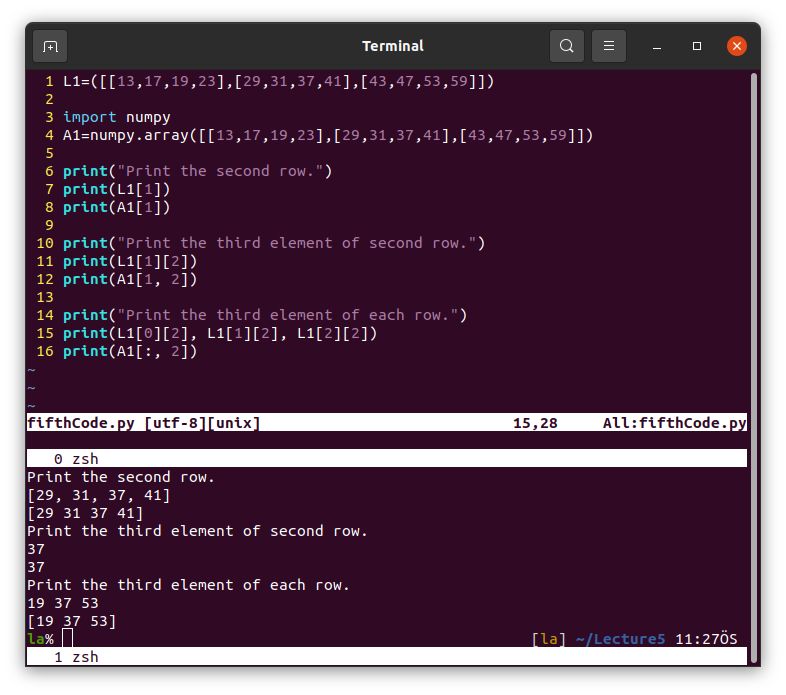 Terminal
1 L1=([[13,17,19,23],[29,31,37,41],[43,47,53,59]])
2
3 import numpy
4 A1=numpy.array([[13,17,19,23],[29,31,37,41],[43,47,53,59]])
5
6 print("Print the second row.")
7 print(L1[1])
8 print(A1[1])
9
10 print("Print the third element of second row.")
11 print(L1[1][2])
12 print(A1[1, 2])
13
14 print("Print the third element of each row.")
15 print(L1[0][2], L1[1][2], L1[2][2])
16 print(A1[:, 2])
~
~
~
fifthCode.py [utf-8][unix] 15,28 All:fifthCode.py
0 zsh
Print the second row.
[29, 31, 37, 41]
[29 31 37 41]
Print the third element of second row.
37
37
Print the third element of each row.
19 37 53
[19 37 53]
la% [la] ~/Lecture5 11:27ÖS
1 zsh